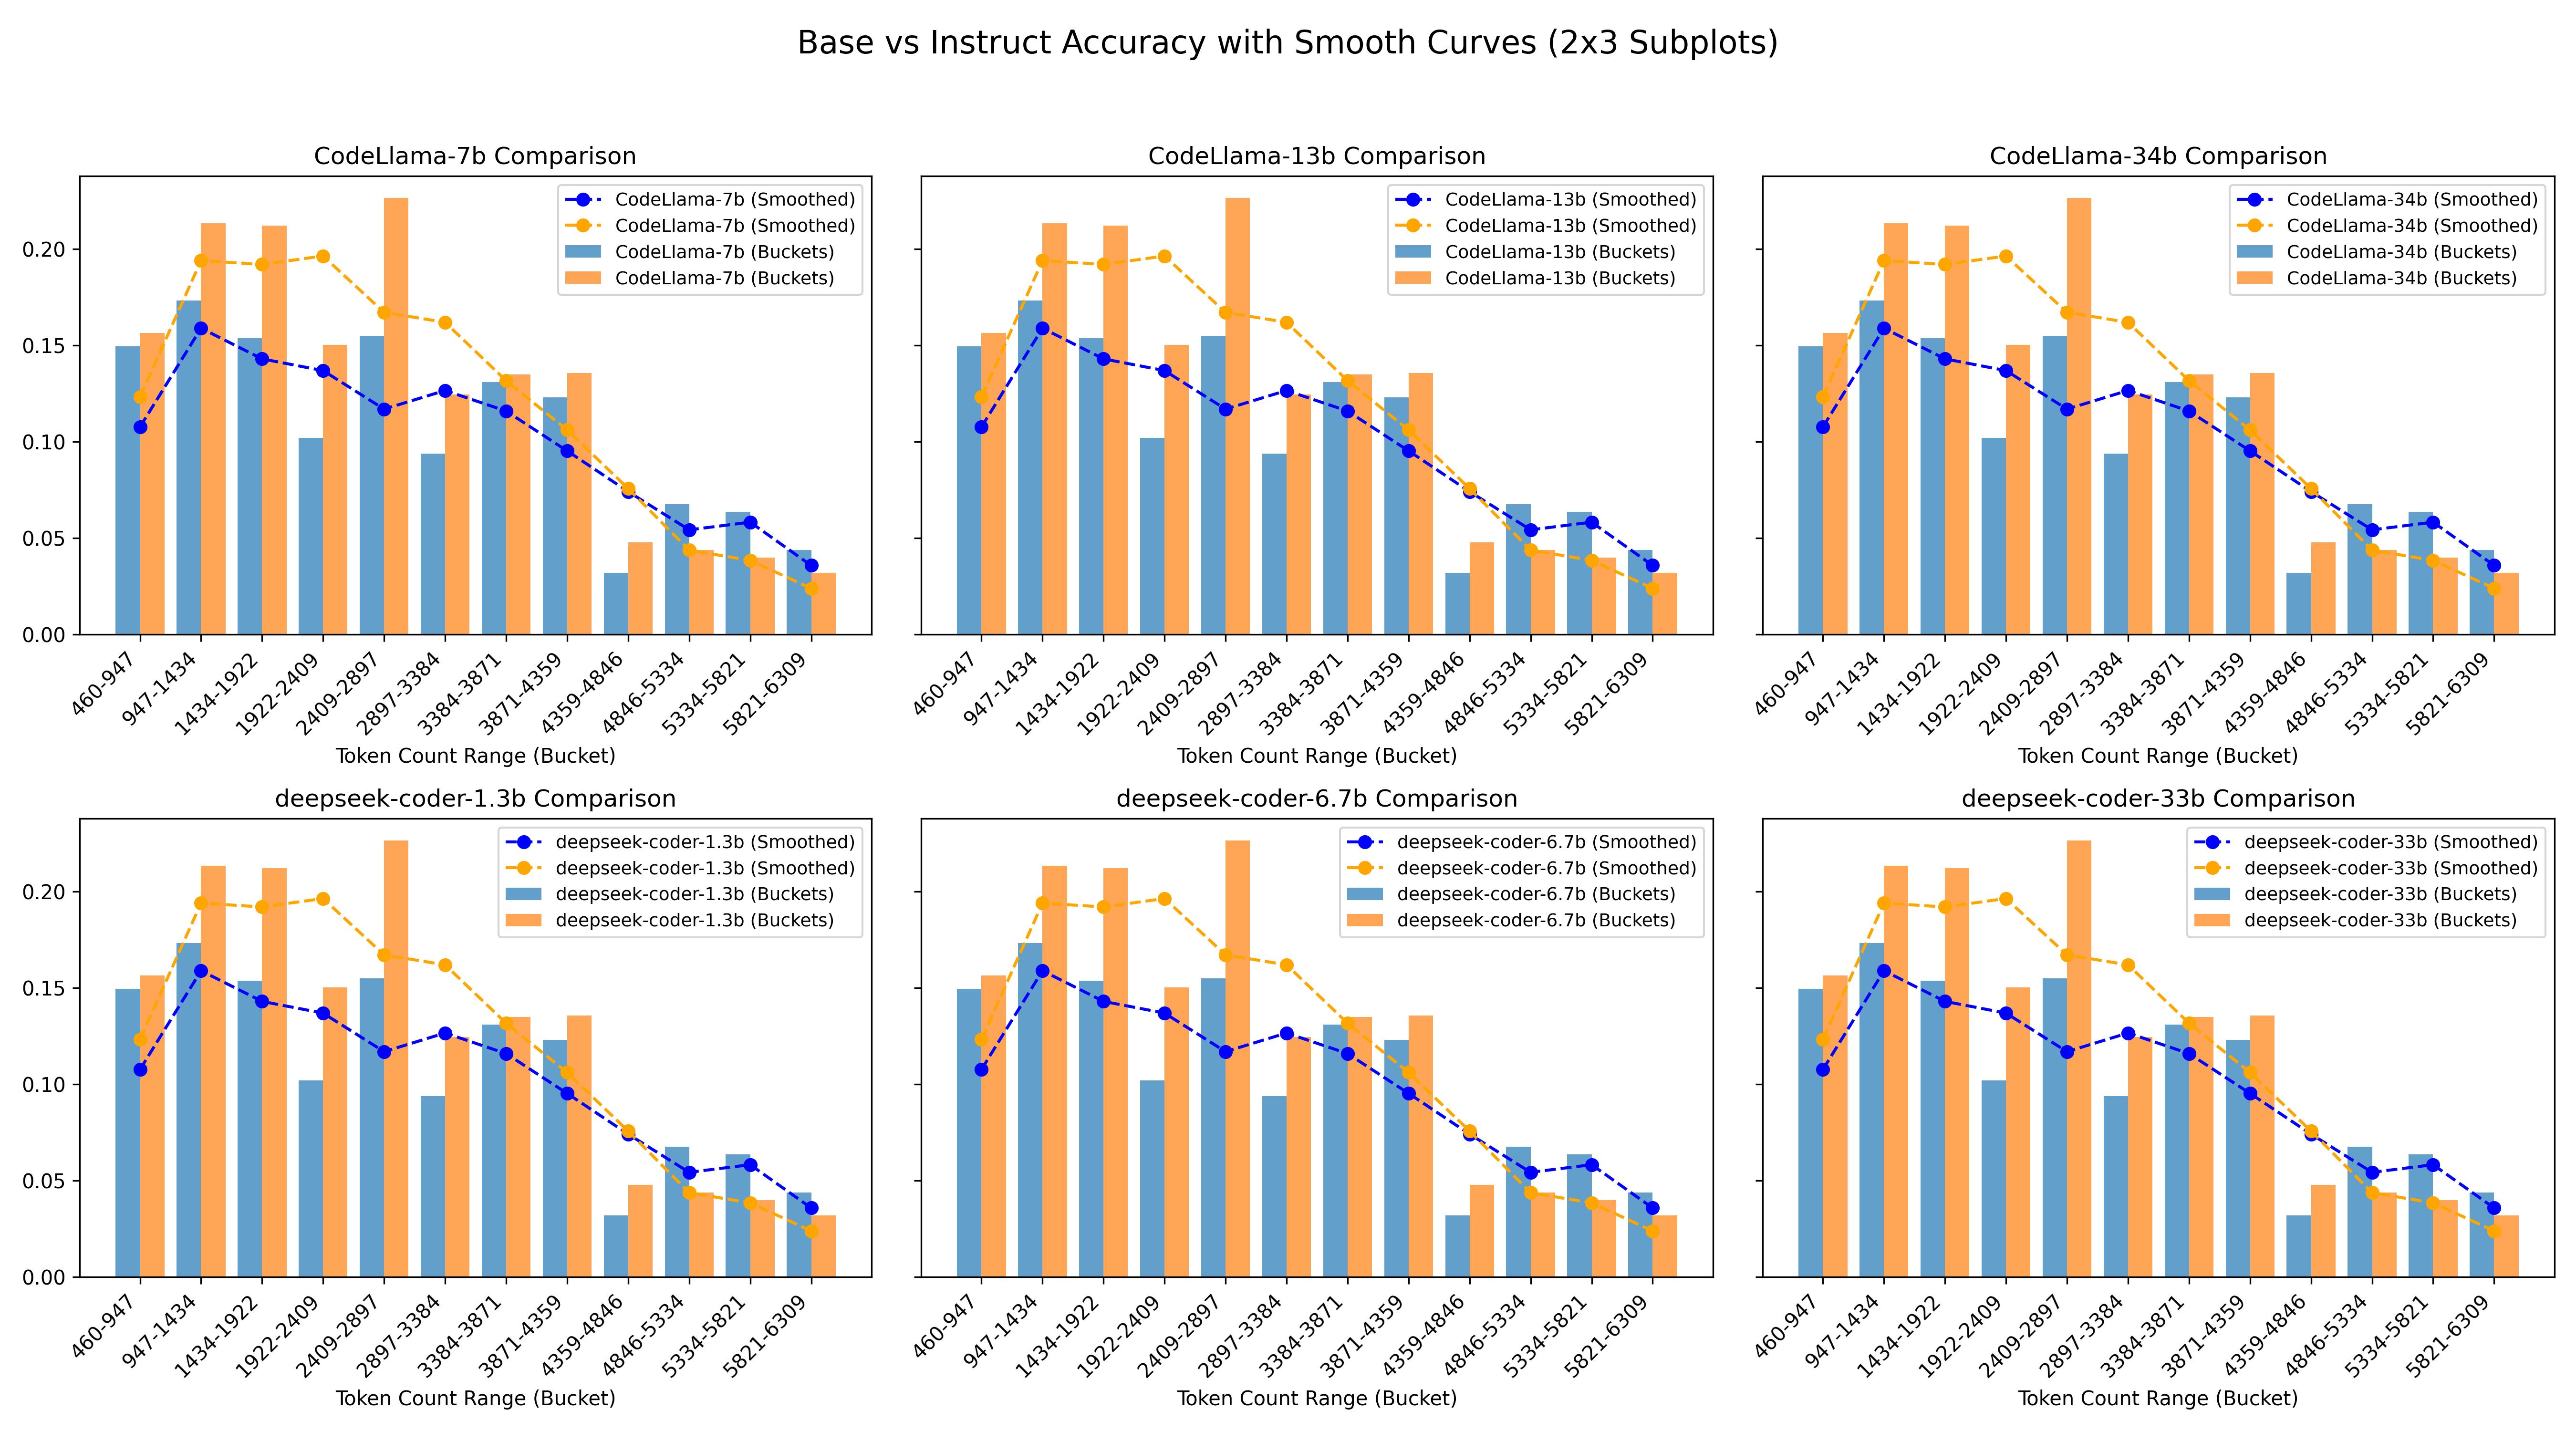 Base vs Instruct Accuracy with Smooth Curves (2x3 Subplots)
CodeLlama-7b Comparison
CodeLlama-7b (Smoothed)
CodeLlama-7b (Smoothed)
CodeLlama-7b (Buckets)
CodeLlama-7b (Buckets)
0.20
0.15
0.10
0.05
0.00
460-947
947-1434
1434-1922
1922-2409
2409-2897
2897-3384
3384-3871
3871-4359
4359-4846
4846-5334
5334-5821
5821-6309
Token Count Range (Bucket)
CodeLlama-13b Comparison
CodeLlama-13b (Smoothed)
CodeLlama-13b (Smoothed)
CodeLlama-13b (Buckets)
CodeLlama-13b (Buckets)
460-947
947-1434
1434-1922
1922-2409
2409-2897
2897-3384
3384-3871
3871-4359
4359-4846
4846-5334
5334-5821
5821-6309
Token Count Range (Bucket)
CodeLlama-34b Comparison
CodeLlama-34b (Smoothed)
CodeLlama-34b (Smoothed)
CodeLlama-34b (Buckets)
CodeLlama-34b (Buckets)
460-947
947-1434
1434-1922
1922-2409
2409-2897
2897-3384
3384-3871
3871-4359
4359-4846
4846-5334
5334-5821
5821-6309
Token Count Range (Bucket)
deepseek-coder-1.3b Comparison
deepseek-coder-1.3b (Smoothed)
deepseek-coder-1.3b (Smoothed)
deepseek-coder-1.3b (Buckets)
deepseek-coder-1.3b (Buckets)
0.20
0.15
0.10
0.05
0.00
460-947
947-1434
1434-1922
1922-2409
2409-2897
2897-3384
3384-3871
3871-4359
4359-4846
4846-5334
5334-5821
5821-6309
Token Count Range (Bucket)
deepseek-coder-6.7b Comparison
deepseek-coder-6.7b (Smoothed)
deepseek-coder-6.7b (Smoothed)
deepseek-coder-6.7b (Buckets)
deepseek-coder-6.7b (Buckets)
460-947
947-1434
1434-1922
1922-2409
2409-2897
2897-3384
3384-3871
3871-4359
4359-4846
4846-5334
5334-5821
5821-6309
Token Count Range (Bucket)
deepseek-coder-33b Comparison
deepseek-coder-33b (Smoothed)
deepseek-coder-33b (Smoothed)
deepseek-coder-33b (Buckets)
deepseek-coder-33b (Buckets)
460-947
947-1434
1434-1922
1922-2409
2409-2897
2897-3384
3384-3871
3871-4359
4359-4846
4846-5334
5334-5821
5821-6309
Token Count Range (Bucket)